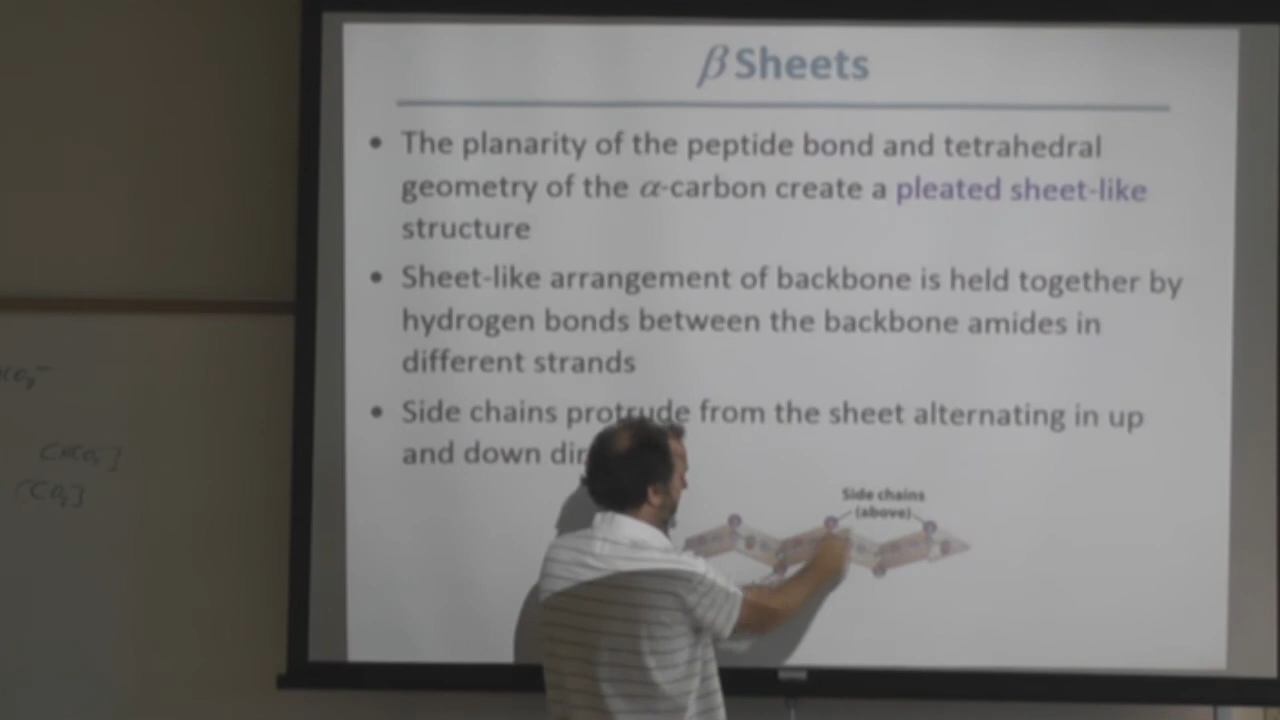 β Sheets
• The planarity of the peptide bond and tetrahedral
geometry of the α-carbon create a pleated sheet-like
structure
• Sheet-like arrangement of backbone is held together by
hydrogen bonds between the backbone amides in
different strands
• Side chains protrude from the sheet alternating in up
and down
Side chains
(above)